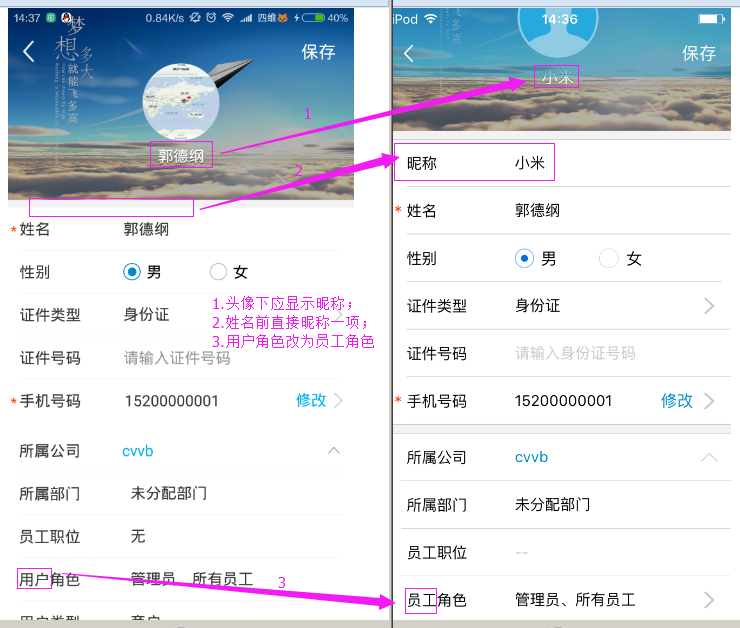 14:37 0.84K/s 四维 40%
梦想
多大
就能飞多高
保存
郭德纲
* 姓名 郭德纲
性别 男 女
证件类型 身份证
证件号码 请输入证件号码
* 手机号码 15200000001 修改
所属公司 cvvb
所属部门 未分配部门
员工职位 无
用户角色 管理员、所有员工
用户类型 商户
1.头像下应显示昵称；
2.姓名前直接昵称一项；
3.用户角色改为员工角色
1
2
3
iPod 14:36
保存
小米
昵称 小米
* 姓名 郭德纲
性别 男 女
证件类型 身份证
证件号码 请输入身份证号码
* 手机号码 15200000001 修改
所属公司 cvvb
所属部门 未分配部门
员工职位 --
员工角色 管理员、所有员工